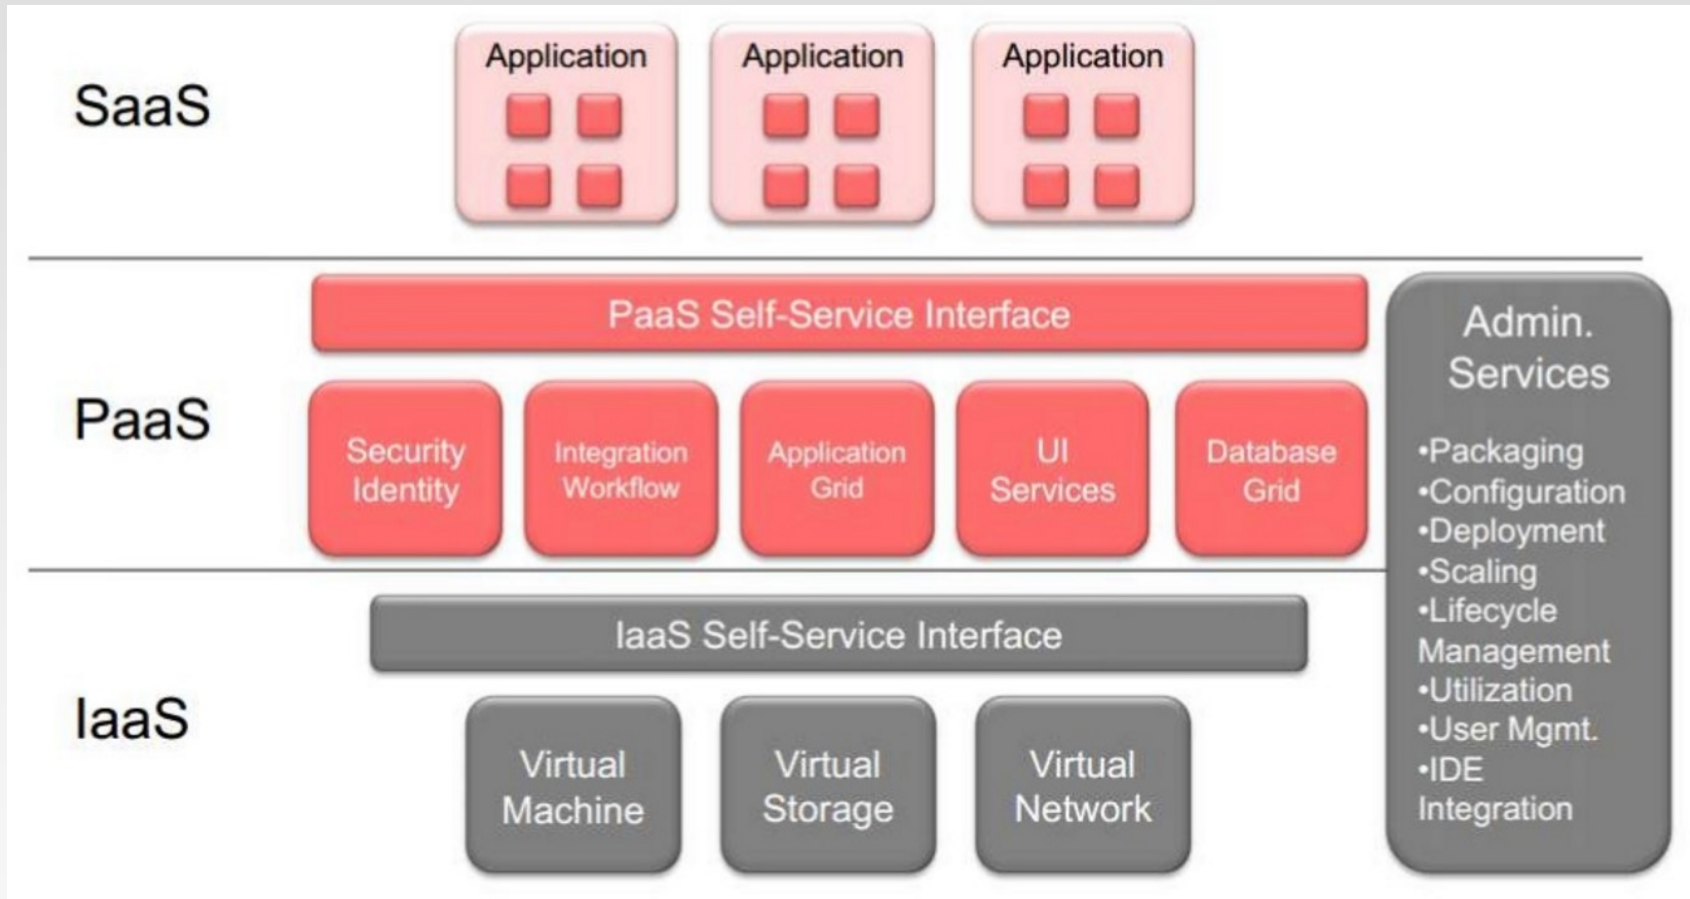 SaaS
Application
Application
Application
PaaS
PaaS Self-Service Interface
Security
Identity
Integration
Workflow
Application
Grid
UI
Services
Database
Grid
IaaS
IaaS Self-Service Interface
Virtual
Machine
Virtual
Storage
Virtual
Network
Admin.
Services
•Packaging
•Configuration
•Deployment
•Scaling
•Lifecycle
Management
•Utilization
•User Mgmt.
•IDE
Integration